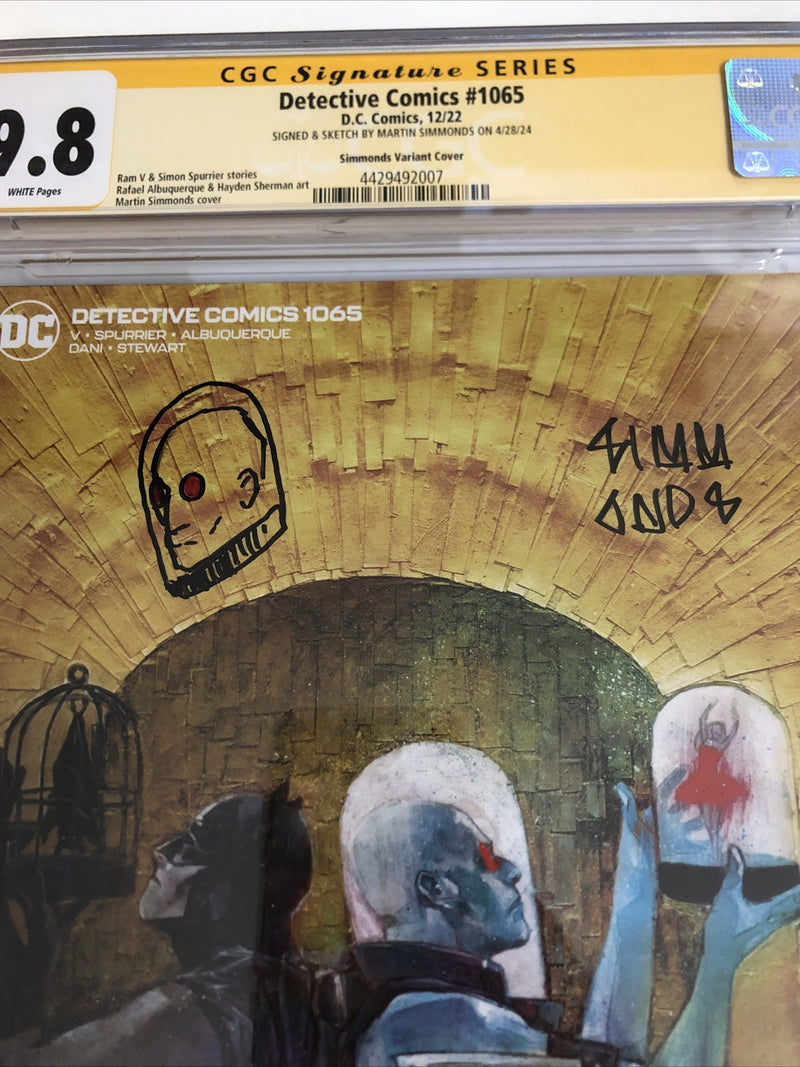 CGC Signature SERIES
Detective Comics #1065
D.C. Comics, 12/22
SIGNED & SKETCH BY MARTIN SIMMONDS ON 4/28/24
Simmonds Variant Cover
9.8
WHITE Pages
Ram V & Simon Spurrier stories
Rafael Albuquerque & Hayden Sherman art
Martin Simmonds cover
4429492007
DC
DETECTIVE COMICS 1065
V • SPURRIER • ALBUQUERQUE
DANI • STEWART
SIMM
ONDS